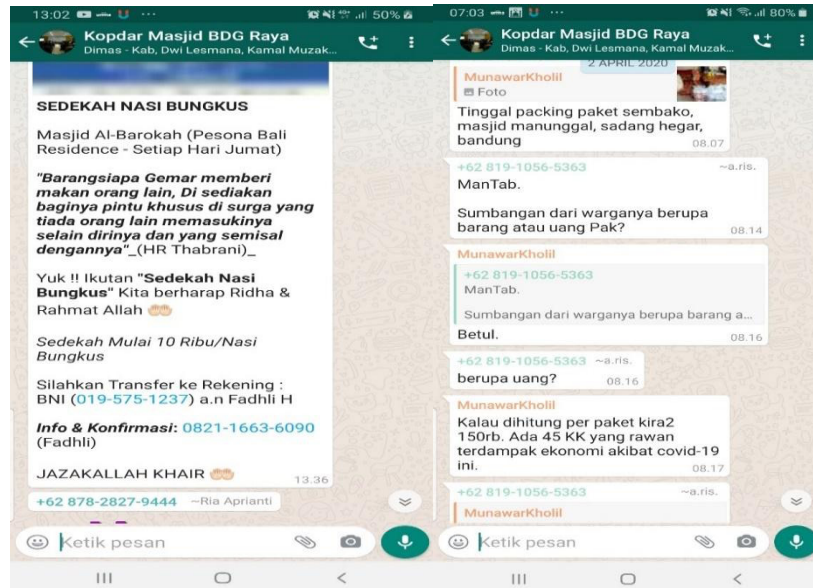 13:02
50%
Kopdar Masjid BDG Raya
Dimas - Kab, Dwi Lesmana, Kamal Muzak...
SEDEKAH NASI BUNGKUS
Masjid Al-Barokah (Pesona Bali
Residence - Setiap Hari Jumat)
"Barangsiapa Gemar memberi
makan orang lain, Di sediakan
baginya pintu khusus di surga yang
tiada orang lain memasukinya
selain dirinya dan yang semisal
dengannya"_(HR Thabrani)_
Yuk !! Ikutan "Sedekah Nasi
Bungkus" Kita berharap Ridha &
Rahmat Allah 🤲🏻
Sedekah Mulai 10 Ribu/Nasi
Bungkus
Silahkan Transfer ke Rekening :
BNI (019-575-1237) a.n Fadhli H
Info & Konfirmasi: 0821-1663-6090
(Fadhli)
JAZAKALLAH KHAIR 🤲🏻
13.36
+62 878-2827-9444 ~Ria Aprianti
Ketik pesan
07:03
80%
Kopdar Masjid BDG Raya
Dimas - Kab, Dwi Lesmana, Kamal Muzak...
2 APRIL 2020
MunawarKholil
Foto
Tinggal packing paket sembako,
masjid manunggal, sadang hegar,
bandung
08.07
+62 819-1056-5363 ~a.ris.
ManTab.
Sumbangan dari warganya berupa
barang atau uang Pak?
08.14
MunawarKholil
+62 819-1056-5363
ManTab.
Sumbangan dari warganya berupa barang a...
Betul.
08.16
+62 819-1056-5363 ~a.ris.
berupa uang?
08.16
MunawarKholil
Kalau dihitung per paket kira2
150rb. Ada 45 KK yang rawan
terdampak ekonomi akibat covid-19
ini.
08.17
+62 819-1056-5363 ~a.ris.
MunawarKholil
Ketik pesan